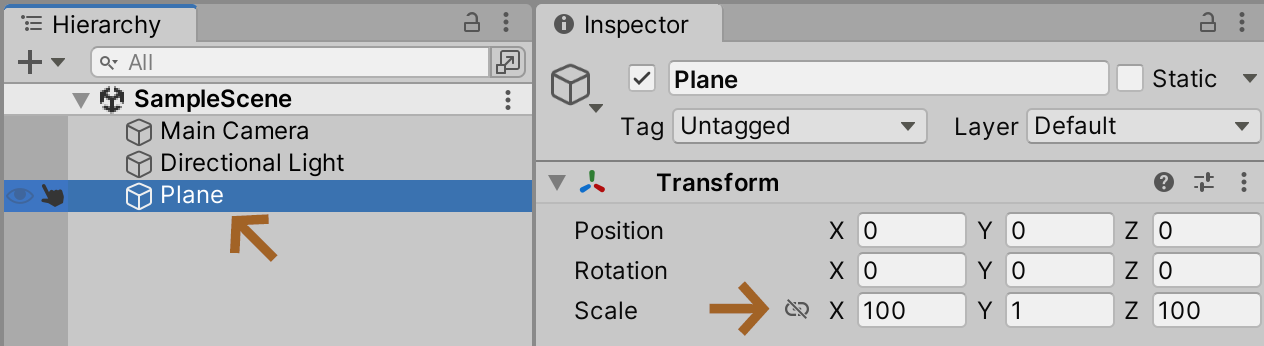 Hierarchy
All
SampleScene
Main Camera
Directional Light
Plane
Inspector
Plane Static
Tag Untagged Layer Default
Transform
Position X 0 Y 0 Z 0
Rotation X 0 Y 0 Z 0
Scale X 100 Y 1 Z 100